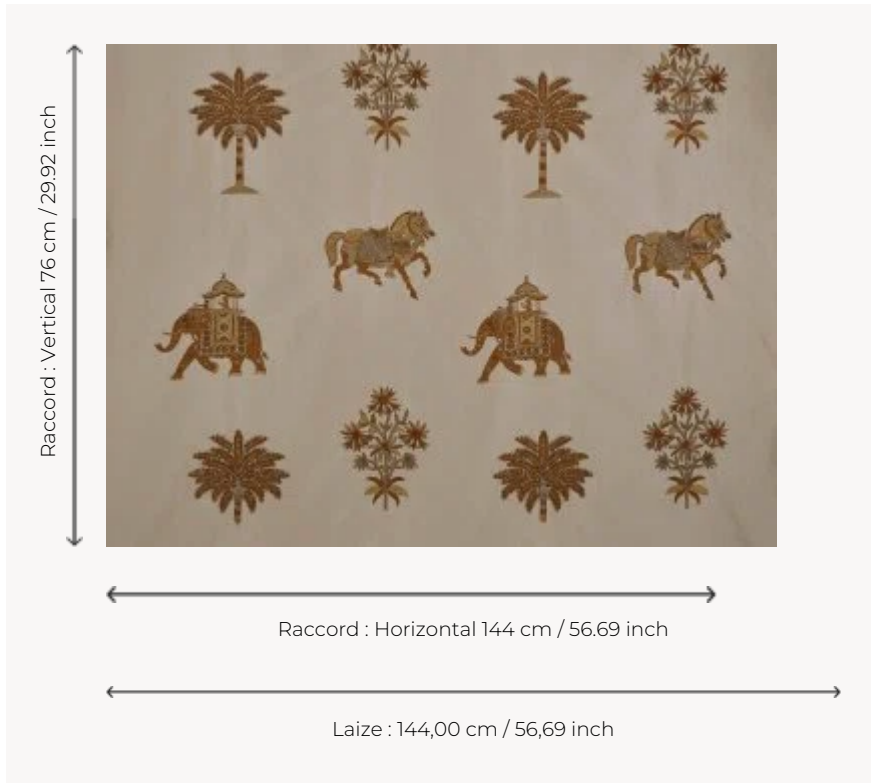 Raccord : Vertical 76 cm / 29.92 inch
Raccord : Horizontal 144 cm / 56.69 inch
Laize : 144,00 cm / 56,69 inch